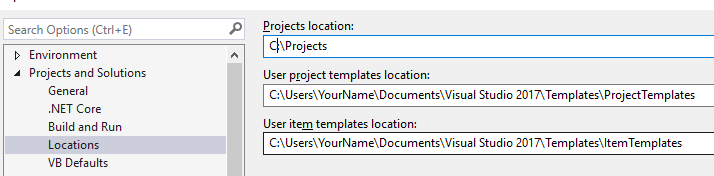 Search Options (Ctrl+E)
Environment
Projects and Solutions
General
.NET Core
Build and Run
Locations
VB Defaults
Projects location:
C:\Projects
User project templates location:
C:\Users\YourName\Documents\Visual Studio 2017\Templates\ProjectTemplates
User item templates location:
C:\Users\YourName\Documents\Visual Studio 2017\Templates\ItemTemplates